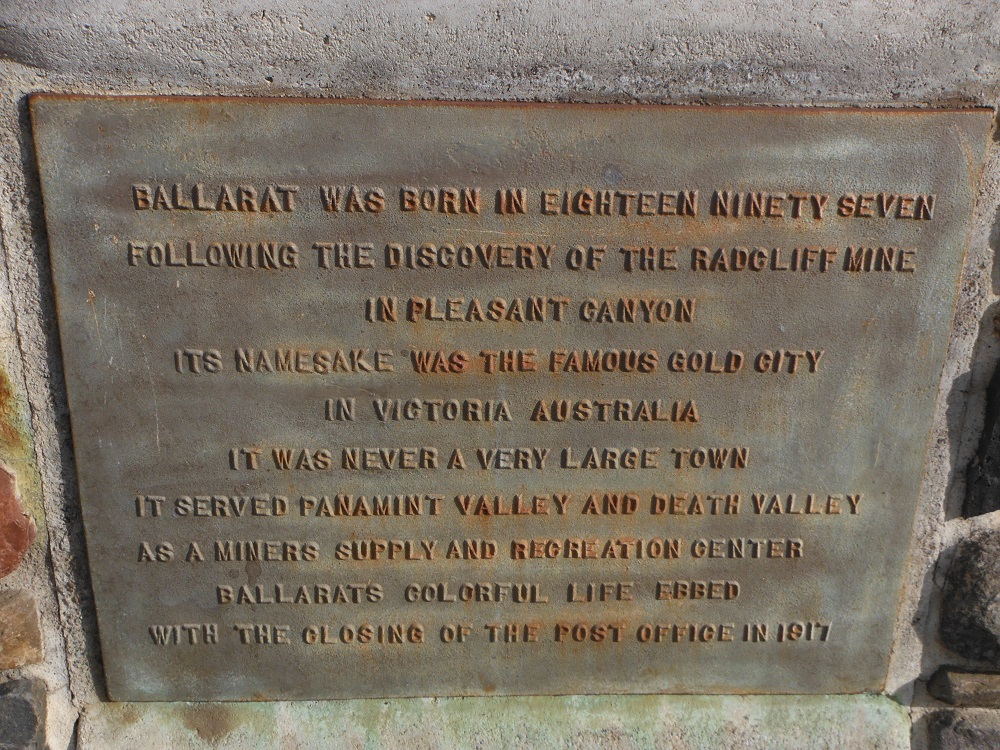 BALLARAT WAS BORN IN EIGHTEEN NINETY SEVEN
FOLLOWING THE DISCOVERY OF THE RADCLIFF MINE
IN PLEASANT CANYON
ITS NAMESAKE WAS THE FAMOUS GOLD CITY
IN VICTORIA AUSTRALIA
IT WAS NEVER A VERY LARGE TOWN
IT SERVED PANAMINT VALLEY AND DEATH VALLEY
AS A MINERS SUPPLY AND RECREATION CENTER
BALLARATS COLORFUL LIFE EBBED
WITH THE CLOSING OF THE POST OFFICE IN 1917